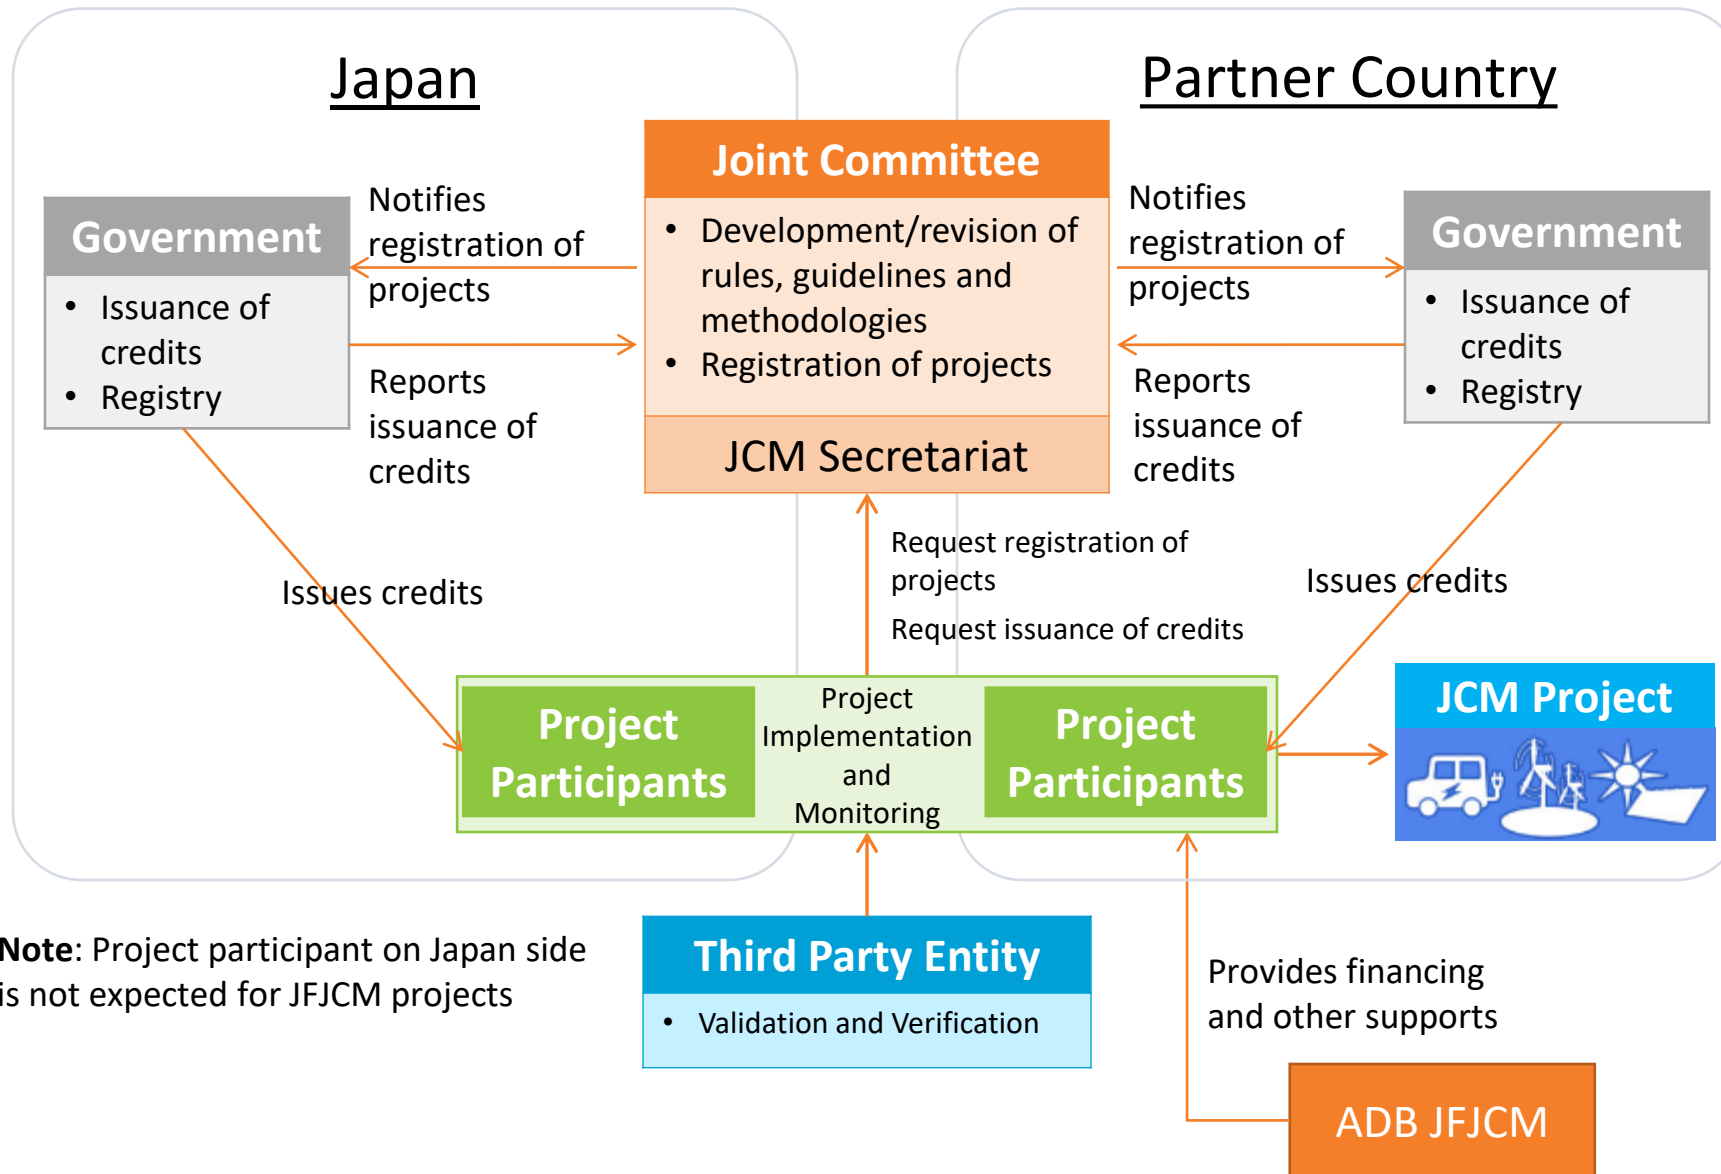 Japan
Partner Country
Joint Committee
• Development/revision of
rules, guidelines and
methodologies
• Registration of projects
JCM Secretariat
Government
• Issuance of
credits
• Registry
Notifies
registration of
projects
Reports
issuance of
credits
Notifies
registration of
projects
Reports
issuance of
credits
Government
• Issuance of
credits
• Registry
Issues credits
Request registration of
projects
Request issuance of credits
Issues credits
Project
Participants
Project
Implementation
and
Monitoring
Project
Participants
JCM Project
Note: Project participant on Japan side
is not expected for JFJCM projects
Third Party Entity
• Validation and Verification
Provides financing
and other supports
ADB JFJCM